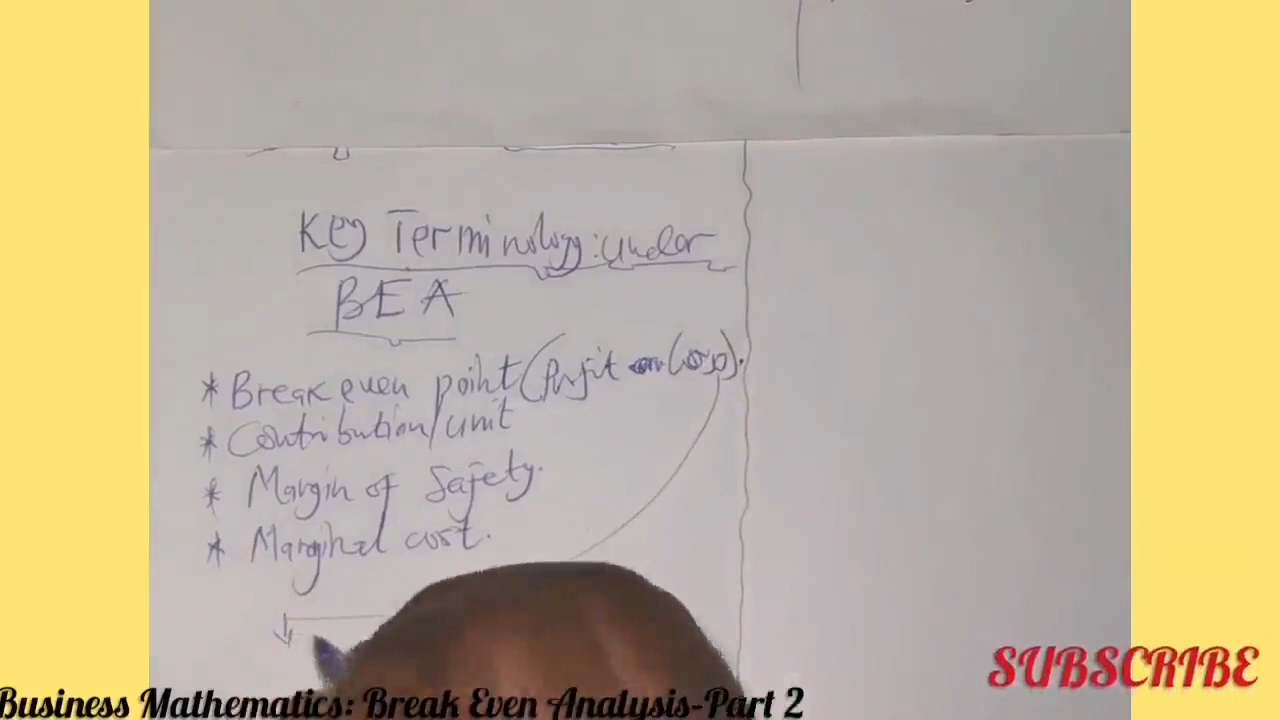 Key Terminology: under
BEA
* Break even point (Profit or loss).
* Contribution/unit
* Margin of Safety.
* Marginal cost.
Business Mathematics: Break Even Analysis-Part 2
SUBSCRIBE